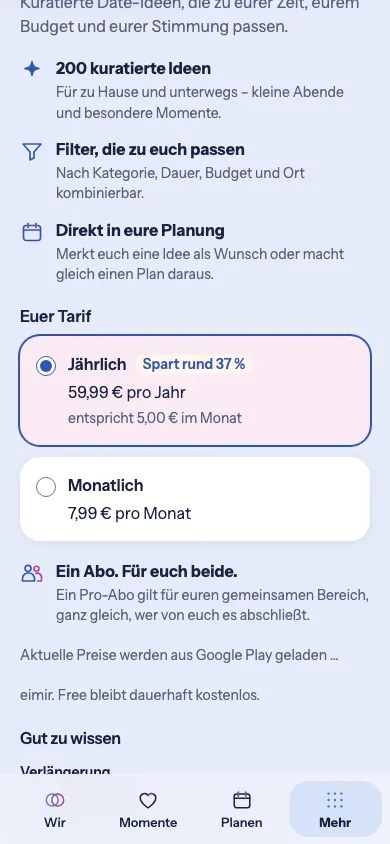 Kuratierte Date-Ideen, die zu eurer Zeit, eurem
Budget und eurer Stimmung passen.
200 kuratierte Ideen
Für zu Hause und unterwegs – kleine Abende
und besondere Momente.
Filter, die zu euch passen
Nach Kategorie, Dauer, Budget und Ort
kombinierbar.
Direkt in eure Planung
Merkt euch eine Idee als Wunsch oder macht
gleich einen Plan daraus.
Euer Tarif
Jährlich Spart rund 37 %
59,99 € pro Jahr
entspricht 5,00 € im Monat
Monatlich
7,99 € pro Monat
Ein Abo. Für euch beide.
Ein Pro-Abo gilt für euren gemeinsamen Bereich,
ganz gleich, wer von euch es abschließt.
Aktuelle Preise werden aus Google Play geladen …
eimir. Free bleibt dauerhaft kostenlos.
Gut zu wissen
Verlängerung
Wir Momente Planen Mehr